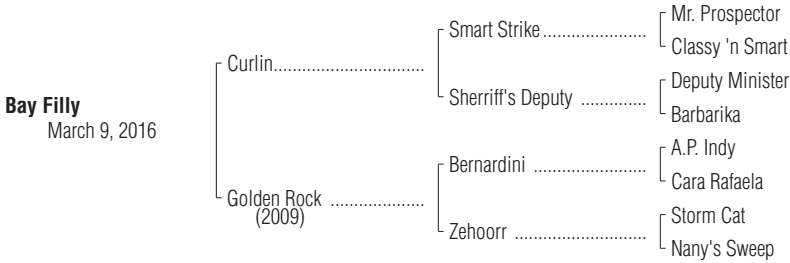 Mr. Prospector
Smart Strike ......................
Classy 'n Smart
Curlin................................
Deputy Minister
Sherriff's Deputy ..............
Barbarika
Bay Filly
March 9, 2016
A.P. Indy
Bernardini ........................
Cara Rafaela
Golden Rock ....................
(2009)
Storm Cat
Zehoorr ............................
Nany's Sweep